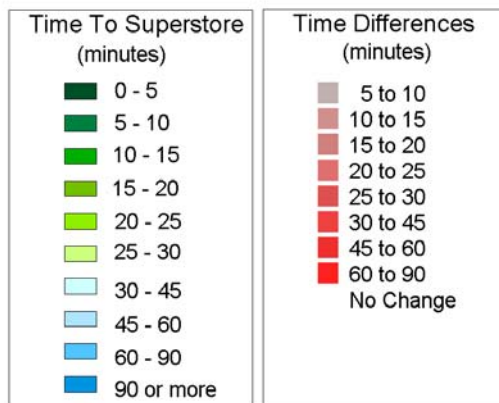 Time To Superstore
(minutes)
0 - 5
5 - 10
10 - 15
15 - 20
20 - 25
25 - 30
30 - 45
45 - 60
60 - 90
90 or more
Time Differences
(minutes)
5 to 10
10 to 15
15 to 20
20 to 25
25 to 30
30 to 45
45 to 60
60 to 90
No Change